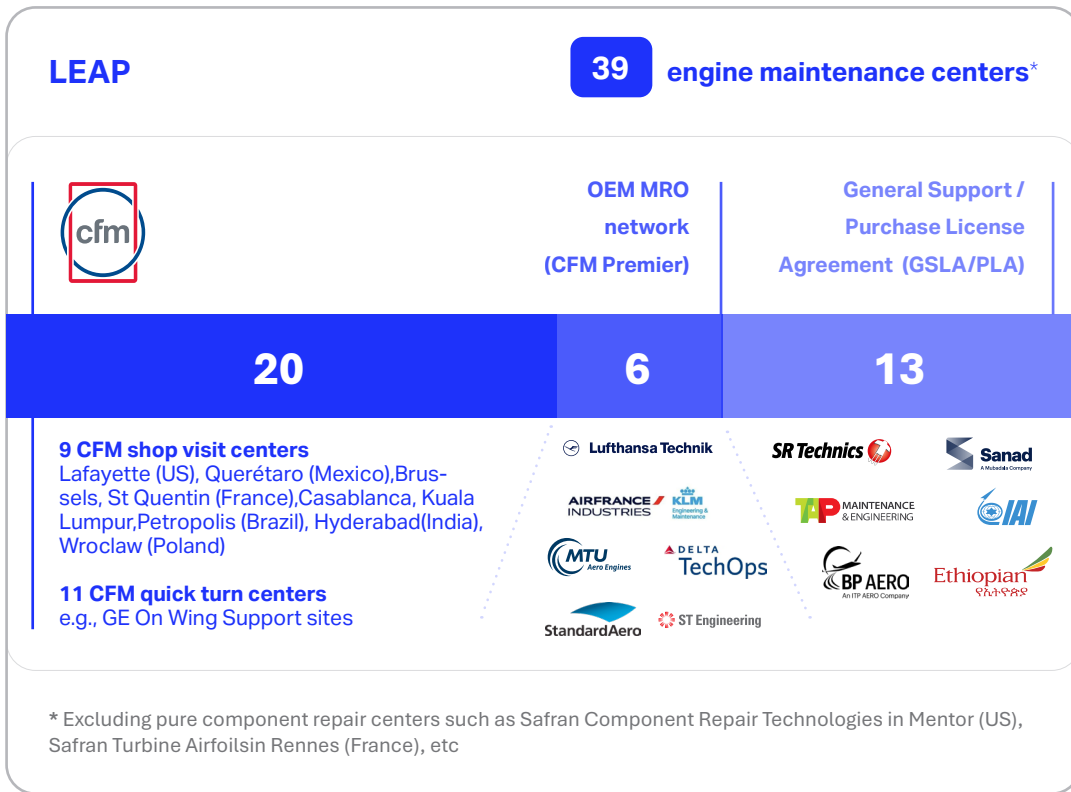 LEAP
39
engine maintenance centers*
cfm
OEM MRO
network
(CFM Premier)
General Support /
Purchase License
Agreement (GSLA/PLA)
20
6
13
9 CFM shop visit centers
Lafayette (US), Querétaro (Mexico),Brus-
sels, St Quentin (France),Casablanca, Kuala
Lumpur,Petropolis (Brazil), Hyderabad(India),
Wroclaw (Poland)
11 CFM quick turn centers
e.g., GE On Wing Support sites
Lufthansa Technik
AIRFRANCE
INDUSTRIES
KLM
Engineering &
Maintenance
MTU
Aero Engines
DELTA
TechOps
StandardAero
ST Engineering
SR Technics
Sanad
A Mubadala Company
TAP
MAINTENANCE
& ENGINEERING
IAI
BP AERO
An ITP AERO Company
Ethiopian
የኢትዮጵያ
* Excluding pure component repair centers such as Safran Component Repair Technologies in Mentor (US),
Safran Turbine Airfoilsin Rennes (France), etc